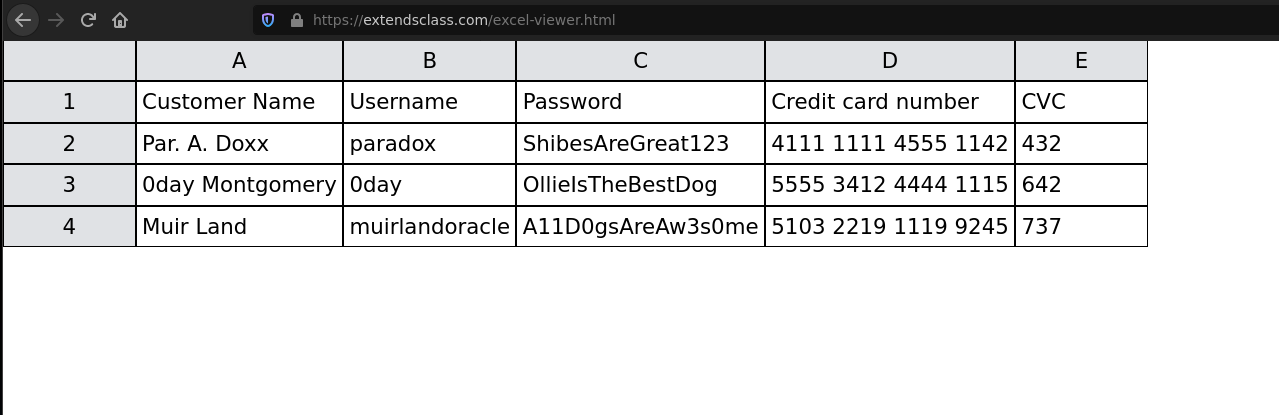 https://extendsclass.com/excel-viewer.html
A B C D E
1 Customer Name Username Password Credit card number CVC
2 Par. A. Doxx paradox ShibesAreGreat123 4111 1111 4555 1142 432
3 0day Montgomery 0day OllieIsTheBestDog 5555 3412 4444 1115 642
4 Muir Land muirlandoracle A11D0gsAreAw3s0me 5103 2219 1119 9245 737